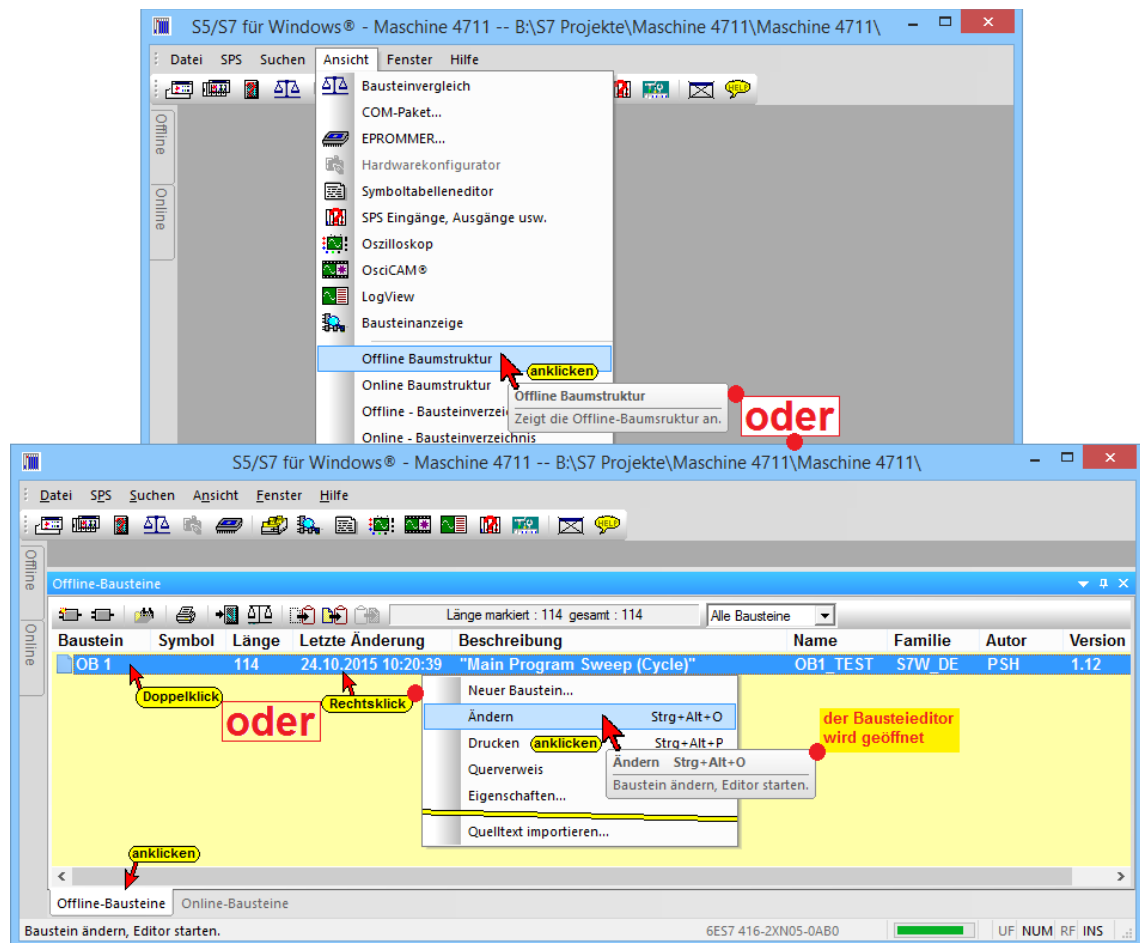 S5/S7 für Windows® - Maschine 4711 -- B:\S7 Projekte\Maschine 4711\Maschine 4711\
Datei SPS Suchen Ansicht Fenster Hilfe
HELP
Offline
Online
Bausteinvergleich
COM-Paket...
EPROMMER...
Hardwarekonfigurator
Symboltabelleneditor
SPS Eingänge, Ausgänge usw.
Oszilloskop
OsciCAM®
LogView
Bausteinanzeige
Offline Baumstruktur
anklicken
Online Baumstruktur
Offline Baumstruktur
Zeigt die Offline-Baumsruktur an.
Offline - Bausteinverzei
Online - Bausteinverzeichnis
oder
S5/S7 für Windows® - Maschine 4711 -- B:\S7 Projekte\Maschine 4711\Maschine 4711\
Datei SPS Suchen Ansicht Fenster Hilfe
HELP
Offline
Online
Offline-Bausteine
Länge markiert : 114 gesamt : 114 Alle Bausteine
Baustein Symbol Länge Letzte Änderung Beschreibung Name Familie Autor Version
OB 1 114 24.10.2015 10:20:39 "Main Program Sweep (Cycle)" OB1_TEST S7W_DE PSH 1.12
Doppelklick
oder
Rechtsklick
Neuer Baustein...
Ändern Strg+Alt+O
Drucken anklicken Strg+Alt+P
Querverweis
Eigenschaften...
Quelltext importieren...
Ändern Strg+Alt+O
Baustein ändern, Editor starten.
der Bausteieditor
wird geöffnet
anklicken
Offline-Bausteine Online-Bausteine
Baustein ändern, Editor starten. 6ES7 416-2XN05-0AB0 UF NUM RF INS